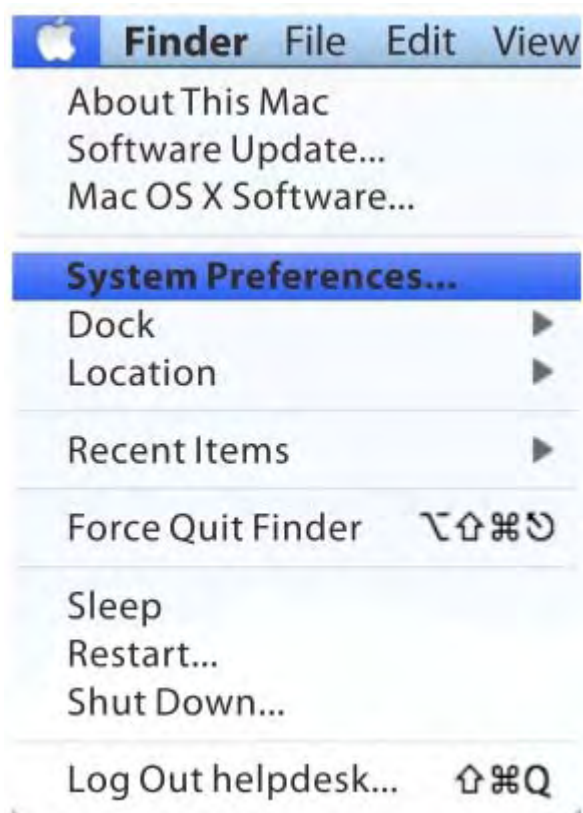 Finder File Edit View
About This Mac
Software Update...
Mac OS X Software...
System Preferences...
Dock ▶
Location ▶
Recent Items ▶
Force Quit Finder ⌥⇧⌘⎋
Sleep
Restart...
Shut Down...
Log Out helpdesk... ⇧⌘Q